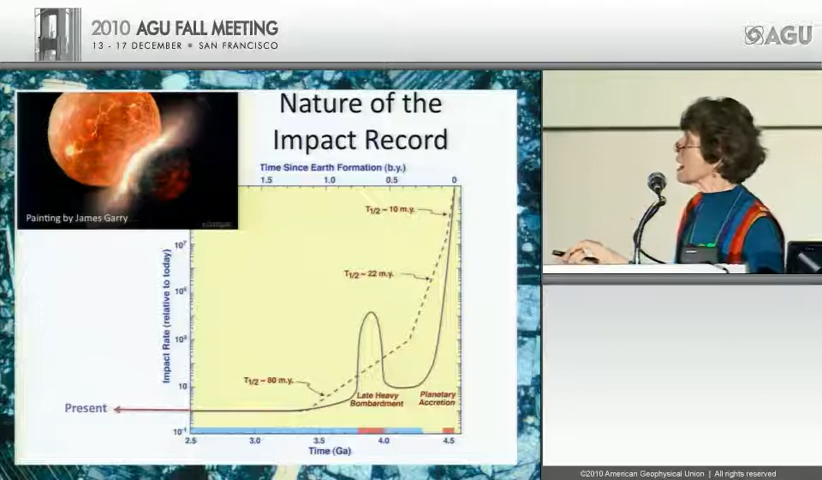 2010 AGU FALL MEETING
13 - 17 DECEMBER SAN FRANCISCO
AGU
Nature of the
Impact Record
Painting by James Garry
Time Since Earth Formation (b.y.)
1.5 1.0 0.5 0
T1/2 ~ 10 m.y.
T1/2 ~ 22 m.y.
T1/2 ~ 80 m.y.
Impact Rate (relative to today)
10
10-1
Late Heavy
Bombardment
Planetary
Accretion
Present
2.5 3.0 3.5 4.0 4.5
Time (Ga)
©2010 American Geophysical Union | All rights reserved